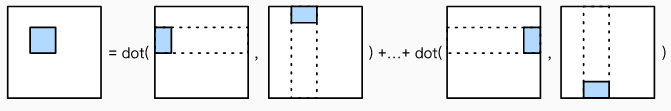 = dot( , ) +...+ dot( , )